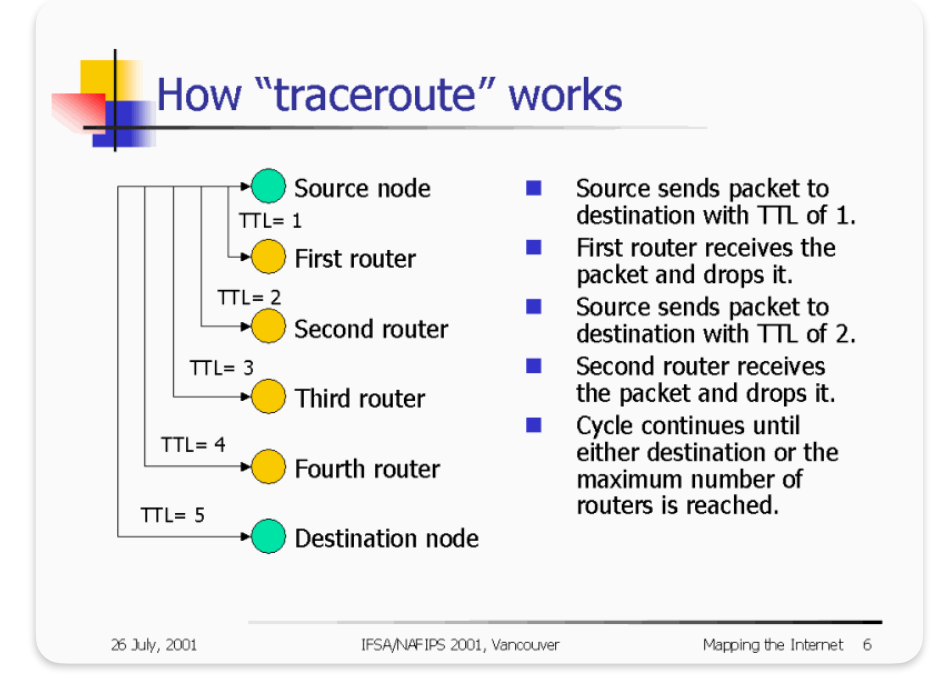 How “traceroute” works
Source node
TTL= 1
First router
TTL= 2
Second router
TTL= 3
Third router
TTL= 4
Fourth router
TTL= 5
Destination node
Source sends packet to
destination with TTL of 1.
First router receives the
packet and drops it.
Source sends packet to
destination with TTL of 2.
Second router receives
the packet and drops it.
Cycle continues until
either destination or the
maximum number of
routers is reached.
26 July, 2001
IFSA/NAFIPS 2001, Vancouver
Mapping the Internet 6